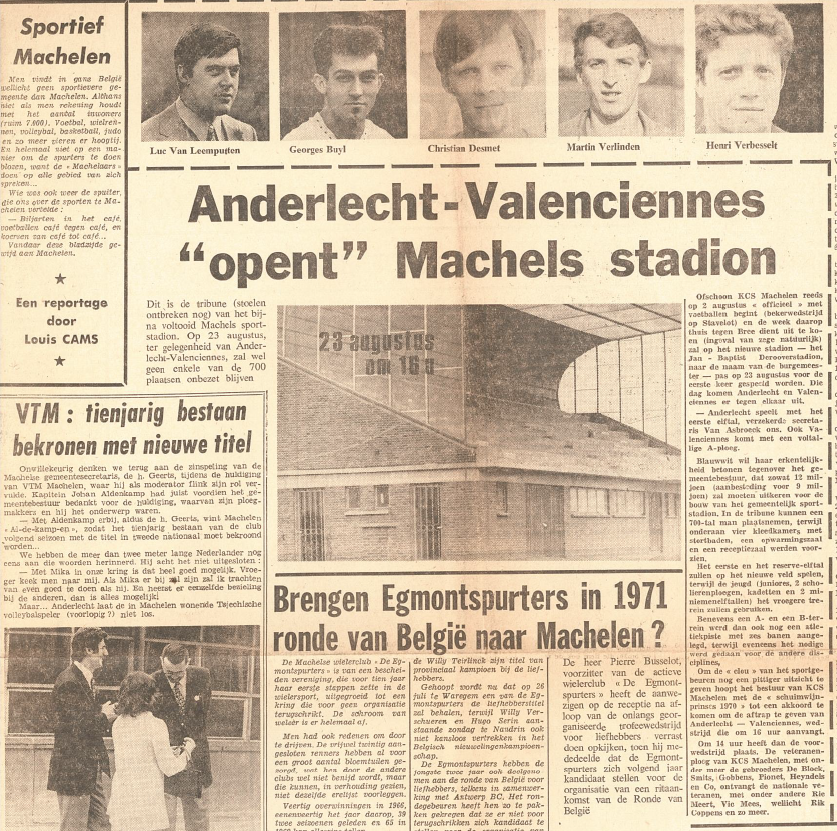 Sportief
Machelen
Men vindt in gans België
wellicht geen sportievere ge-
meente dan Machelen. Althans
niet als men rekening houdt
met het aantal inwoners
(ruim 7.000). Voetbal, wielren-
nen, volleybal, basketbal, judo
en zo meer vieren er hoogtij.
En helemaal niet op een ma-
nier om de spurters te doen
blozen, want de « Machelaars »
doen op alle gebied van zich
spreken...
Wie was ook weer de spuiter,
die ons over de sporten te Ma-
chelen vertelde :
— Biljarten in het café,
voetballen café tegen café, en
koersen van café tot café...
Vandaar deze bladzijde ge-
wijd aan Machelen.
Een reportage
door
Louis CAMS
Luc Van Leemputten
Georges Buyl
Christian Desmet
Martin Verlinden
Henri Verbesselt
Anderlecht-Valenciennes
“opent” Machels stadion
Dit is de tribune (stoelen
ontbreken nog) van het bij-
na voltooid Machels sport-
stadion. Op 23 augustus,
ter gelegenheid van Ander-
lecht-Valenciennes, zal wel
geen enkele van de 700
plaatsen onbezet blijven
23 augustus
om 16 u
Ofschoon KCS Machelen reeds
op 2 augustus « officieel » met
voetballen begint (bekerwedstrijd
op Stavelot) en de week daarop
thuis tegen Bree dient uit te ko-
men (ingeval van zege natuurlijk)
zal op het nieuwe stadion — het
Jan - Baptist Derooverstadion,
naar de naam van de burgemees-
ter — pas op 23 augustus voor de
eerste keer gespeeld worden. Die
dag komen Anderlecht en Valen-
ciennes er tegen elkaar uit.
— Anderlecht speelt met het
eerste elftal, verzekerde secreta-
ris Van Asbroeck ons. Ook Va-
lenciennes komt met een voltal-
lige A-ploeg.
Blauwwit wil haar erkentelijk-
heid betonen tegenover het ge-
meentebestuur, dat zowat 12 mil-
joen (aanbesteding voor 9 mil-
joen) zal moeten uitkeren voor de
bouw van het gemeentelijk sport-
stadion. In de tribune kunnen een
700-tal man plaatsnemen, terwijl
onderaan vier kleedkamers, met
stortbaden, een opwarmingszaal
en een receptiezaal werden voor-
zien.
Het eerste en het reserve-elftal
zullen op het nieuwe veld spelen,
terwijl de jeugd (juniores, 2 scho-
lierenploegen, kadetten en 2 mi-
niemenelftallen) het vroegere ter-
rein zullen gebruiken.
Benevens een A- en een B-ter-
rein werd dan ook nog een atle-
tiekpiste met zes banen aange-
legd, terwijl eveneens het nodige
werd gedaan voor de andere dis-
ciplines.
Om de « clou » van het sportge-
beuren nog een pittiger uitzicht te
geven hoopt het bestuur van KCS
Machelen met de « schuimwijn-
prinses 1970 » tot een akkoord te
komen om de aftrap te geven van
Anderlecht — Valenciennes, wed-
strijd die om 16 uur aanvangt.
Om 14 uur heeft dan de voor-
wedstrijd plaats. De veteranen-
ploeg van KCS Machelen, met on-
der meer de gebroeders De Block,
Smits, Gobbens, Pionet, Heyndels
en Co, ontvangt de nationale ve-
teranen, met onder andere Rie
Meert, Vic Mees, wellicht Rik
Coppens en zo meer.
VTM : tienjarig bestaan
bekronen met nieuwe titel
Onwillekeurig denken we terug aan de zinspeling van de
Machelse gemeentesecretaris, de h. Geerts, tijdens de huldiging
van VTM Machelen, waar hij als moderator flink zijn rol ver-
vulde. Kapitein Johan Aldenkamp had juist voordien het ge-
meentebestuur bedankt voor de huldiging, waarvan zijn ploeg-
makkers en hij het onderwerp waren.
— Met Aldenkamp erbij, aldus de h. Geerts, wint Machelen
« Al-de-kamp-en », zodat het tienjarig bestaan van de club
volgend seizoen met de titel in tweede nationaal moet bekroond
worden...
We hebben de meer dan twee meter lange Nederlander nog
eens aan die woorden herinnerd. Hij acht het niet uitgesloten :
— Met Mika in onze kring is dat heel goed mogelijk. Vroe-
ger keek men naar mij. Als Mika er bij zal zijn zal ik trachten
van even goed te doen als hij. En heerst er eenzelfde bezieling
bij de anderen, dan is alles mogelijk!
Maar... Anderlecht laat de in Machelen wonende Tsjechische
volleybalspeler (voorlopig ?) niet los.
Brengen Egmontspurters in 1971
ronde van België naar Machelen ?
De Machelse wielerclub « De Eg-
montspurters » is van een beschei-
den vereniging, die voor tien jaar
haar eerste stappen zette in de
wielersport, uitgegroeid tot een
kring die voor geen organisatie
terugschrikt. De schroom van
weleer is er helemaal af.
Men had ook redenen om door
te drijven. De vrijwel twintig aan-
gesloten renners hebben al voor
een groot aantal bloemtuilen ge-
zorgd, wat hen door de andere
clubs wel niet benijd wordt, maar
die kunnen, in verhouding gezien,
niet dezelfde erelijst voorleggen.
Veertig overwinningen in 1966,
eenenveertig het jaar daarop, 39
twee seizoenen geleden en 65 in
de Willy Teirlinck zijn titel van
provinciaal kampioen bij de lief-
hebbers.
Gehoopt wordt nu dat op 26
juli te Waregem een van de Eg-
montspurters de liefhebberstitel
zal behalen, terwijl Willy Ver-
schueren en Hugo Serin aan-
staande zondag te Naudrin ook
niet kansloos vertrekken in het
Belgisch nieuwelingenkampioen-
schap.
De Egmontspurters hebben de
jongste twee jaar ook deelgeno-
men aan de ronde van België voor
liefhebbers, telkens in samenwer-
king met Antwerp BC. Het ron-
degebeuren heeft hen zo te pak-
ken gekregen dat ze er niet voor
terugschrikken zich kandidaat te
De heer Pierre Busselot,
voorzitter van de actieve
wielerclub « De Egmont-
spurters » heeft de aanwe-
zigen op de receptie na af-
loop van de onlangs geor-
ganiseerde profwedstrijd
voor liefhebbers verrast
doen opkijken, toen hij me-
dedeelde dat de Egmont-
spurters zich volgend jaar
kandidaat stellen voor de
organisatie van een ritaan-
komst van de Ronde van
België